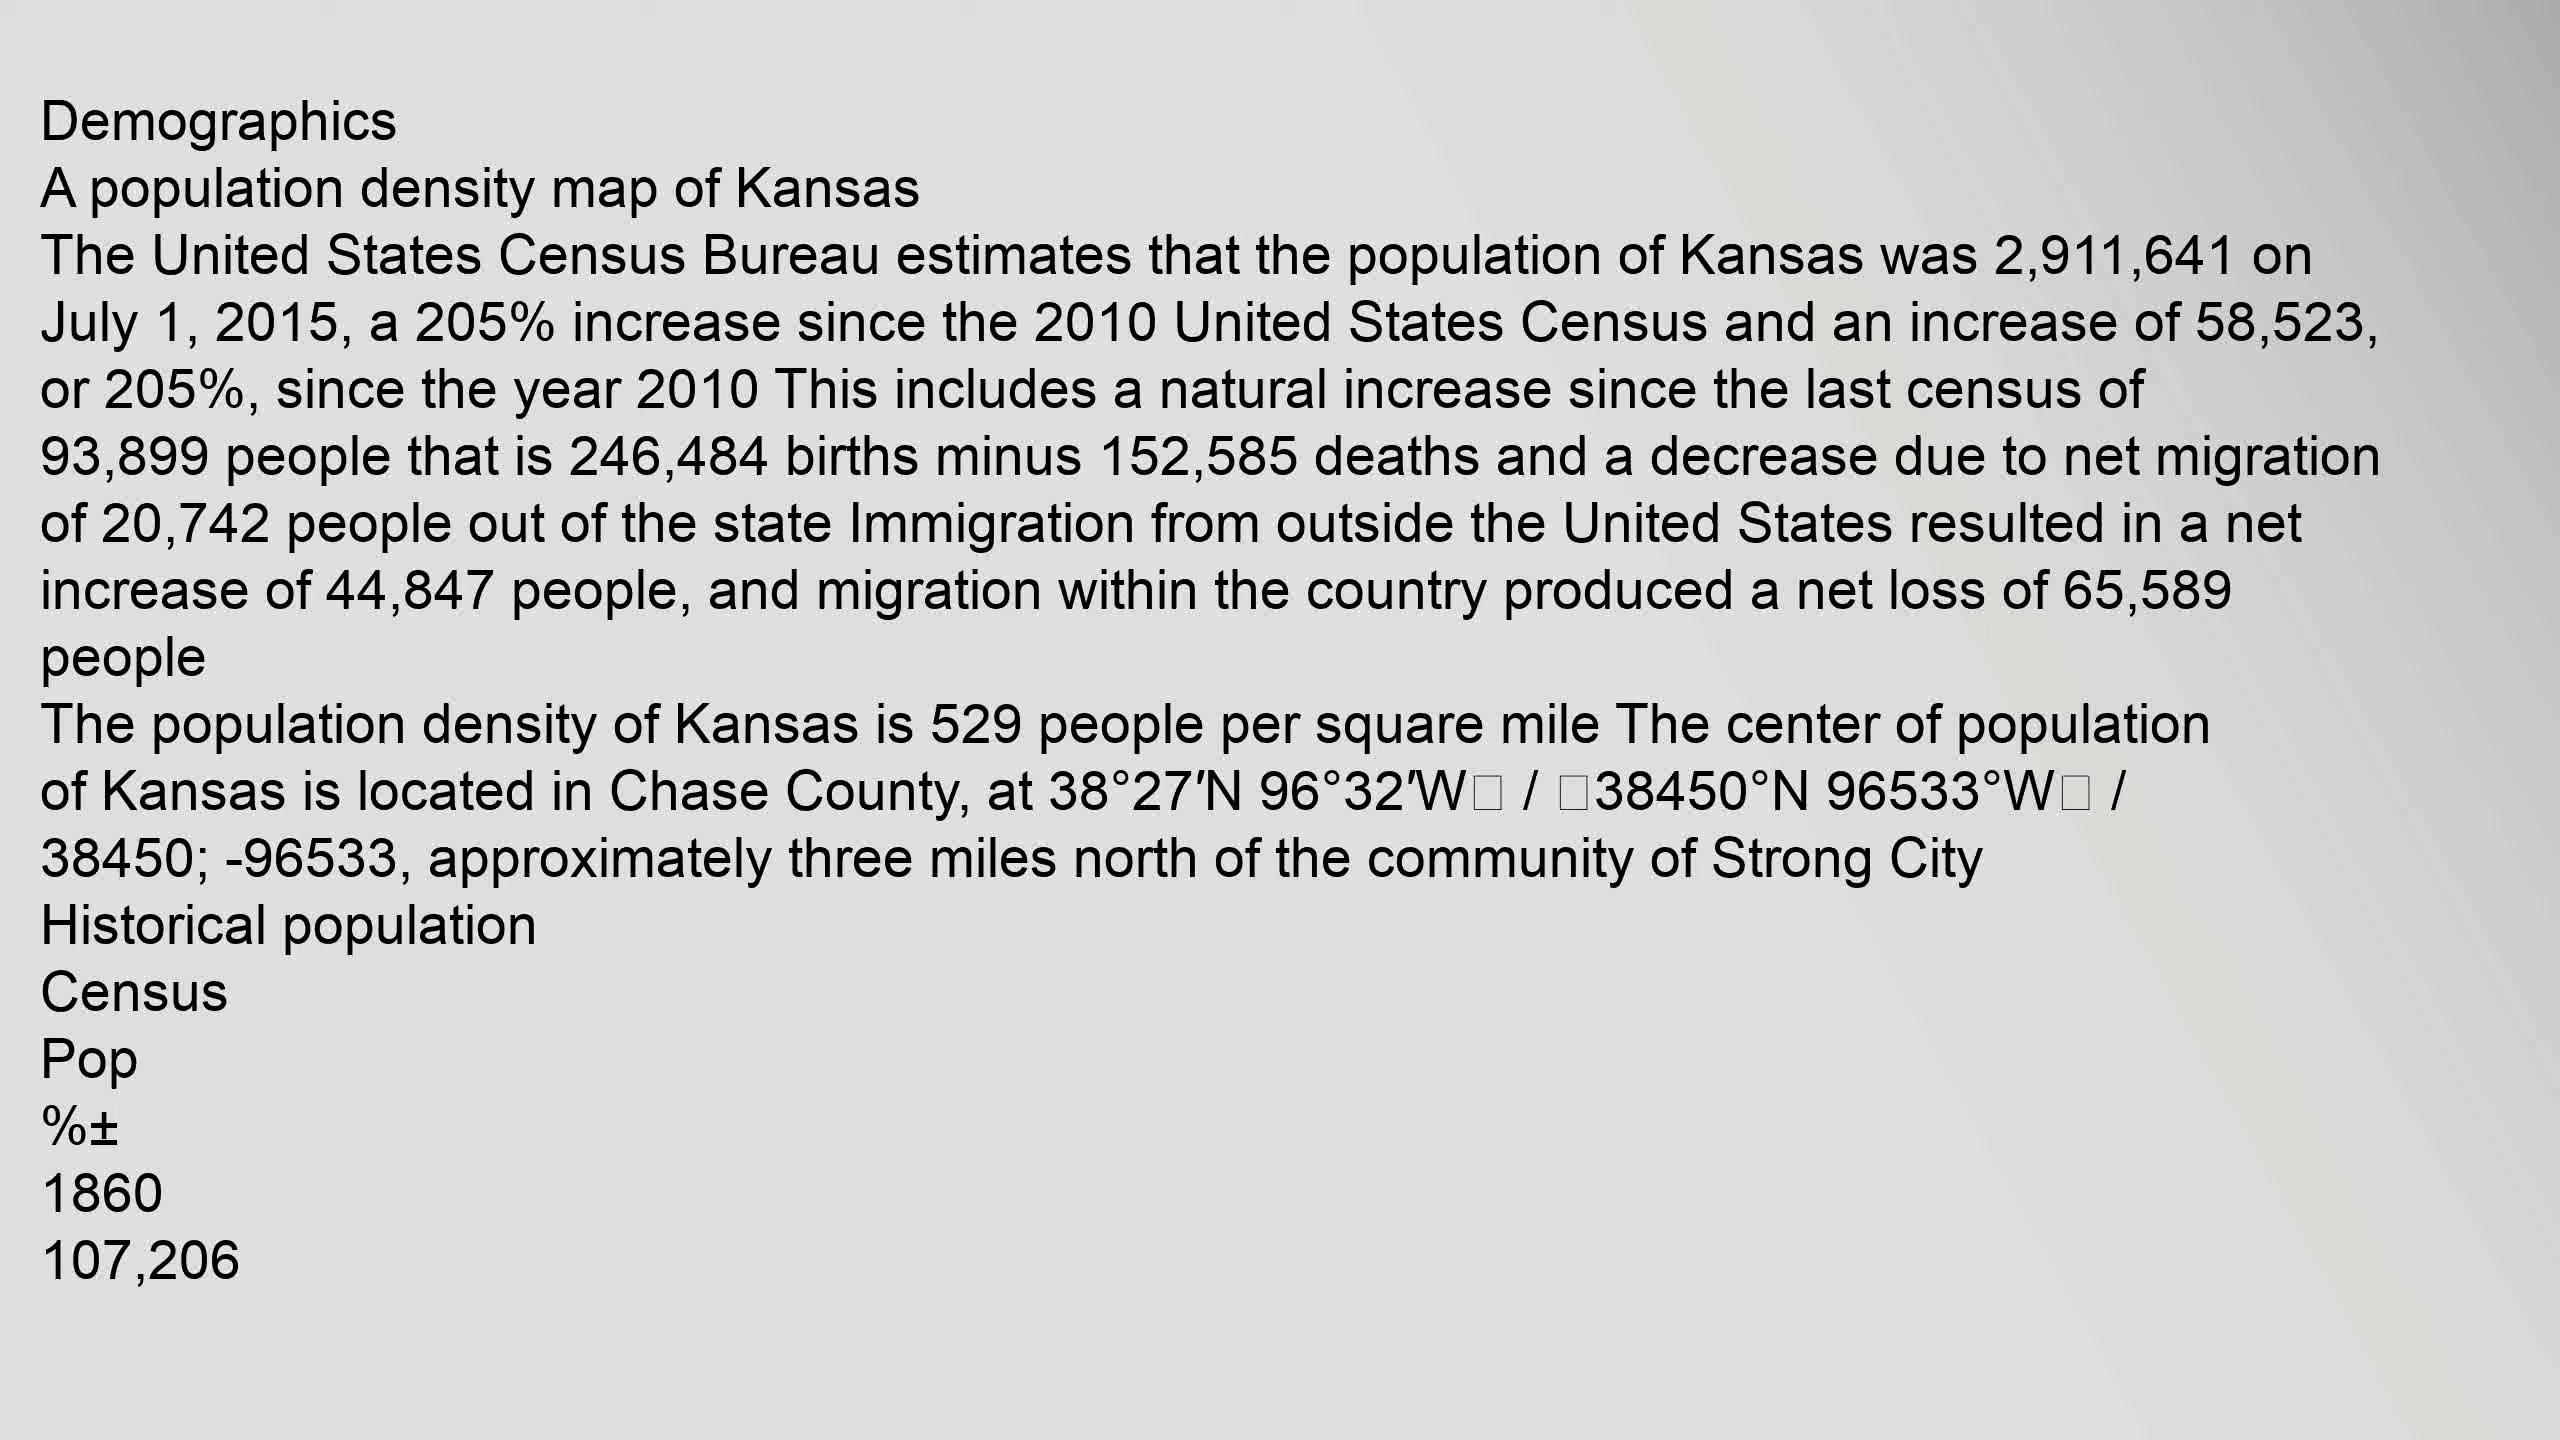 Demographics
A population density map of Kansas
The United States Census Bureau estimates that the population of Kansas was 2,911,641 on
July 1, 2015, a 205% increase since the 2010 United States Census and an increase of 58,523,
or 205%, since the year 2010 This includes a natural increase since the last census of
93,899 people that is 246,484 births minus 152,585 deaths and a decrease due to net migration
of 20,742 people out of the state Immigration from outside the United States resulted in a net
increase of 44,847 people, and migration within the country produced a net loss of 65,589
people
The population density of Kansas is 529 people per square mile The center of population
of Kansas is located in Chase County, at 38°27′N 96°32′W□ / □38450°N 96533°W□ /
38450; -96533, approximately three miles north of the community of Strong City
Historical population
Census
Pop
%±
1860
107,206